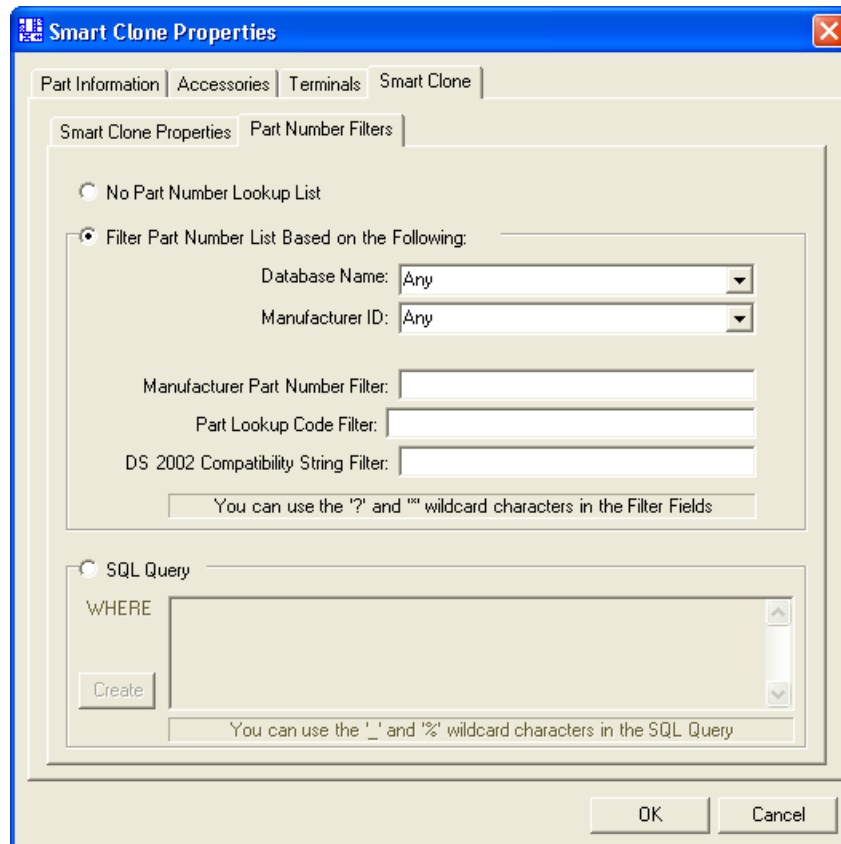 Smart Clone Properties
Part Information Accessories Terminals Smart Clone
Smart Clone Properties Part Number Filters
No Part Number Lookup List
Filter Part Number List Based on the Following:
Database Name: Any
Manufacturer ID: Any
Manufacturer Part Number Filter:
Part Lookup Code Filter:
DS 2002 Compatibility String Filter:
You can use the '?' and '*' wildcard characters in the Filter Fields
SQL Query
WHERE
Create
You can use the '_' and '%' wildcard characters in the SQL Query
OK Cancel